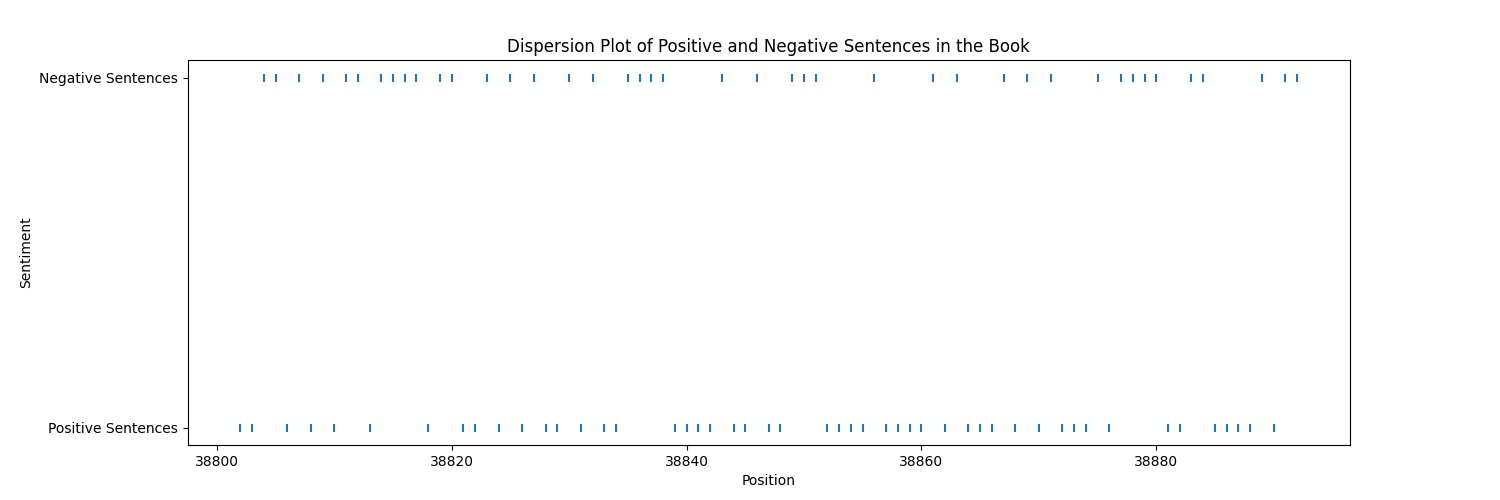 Dispersion Plot of Positive and Negative Sentences in the Book
Negative Sentences
Sentiment
Positive Sentences
38800 38820 38840 38860 38880
Position